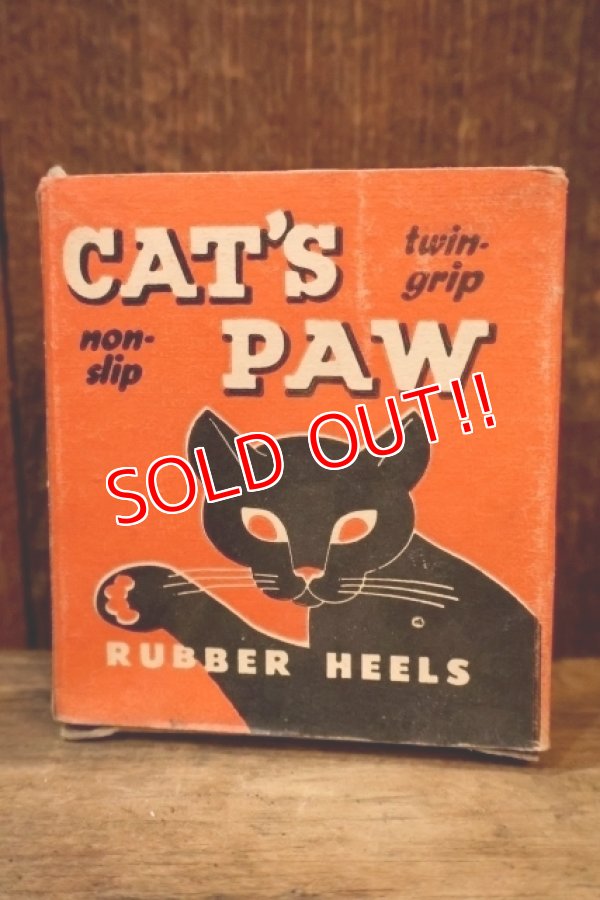 CAT'S
twin-
grip
non-
slip
PAW
SOLD OUT!!
RUBBER HEELS